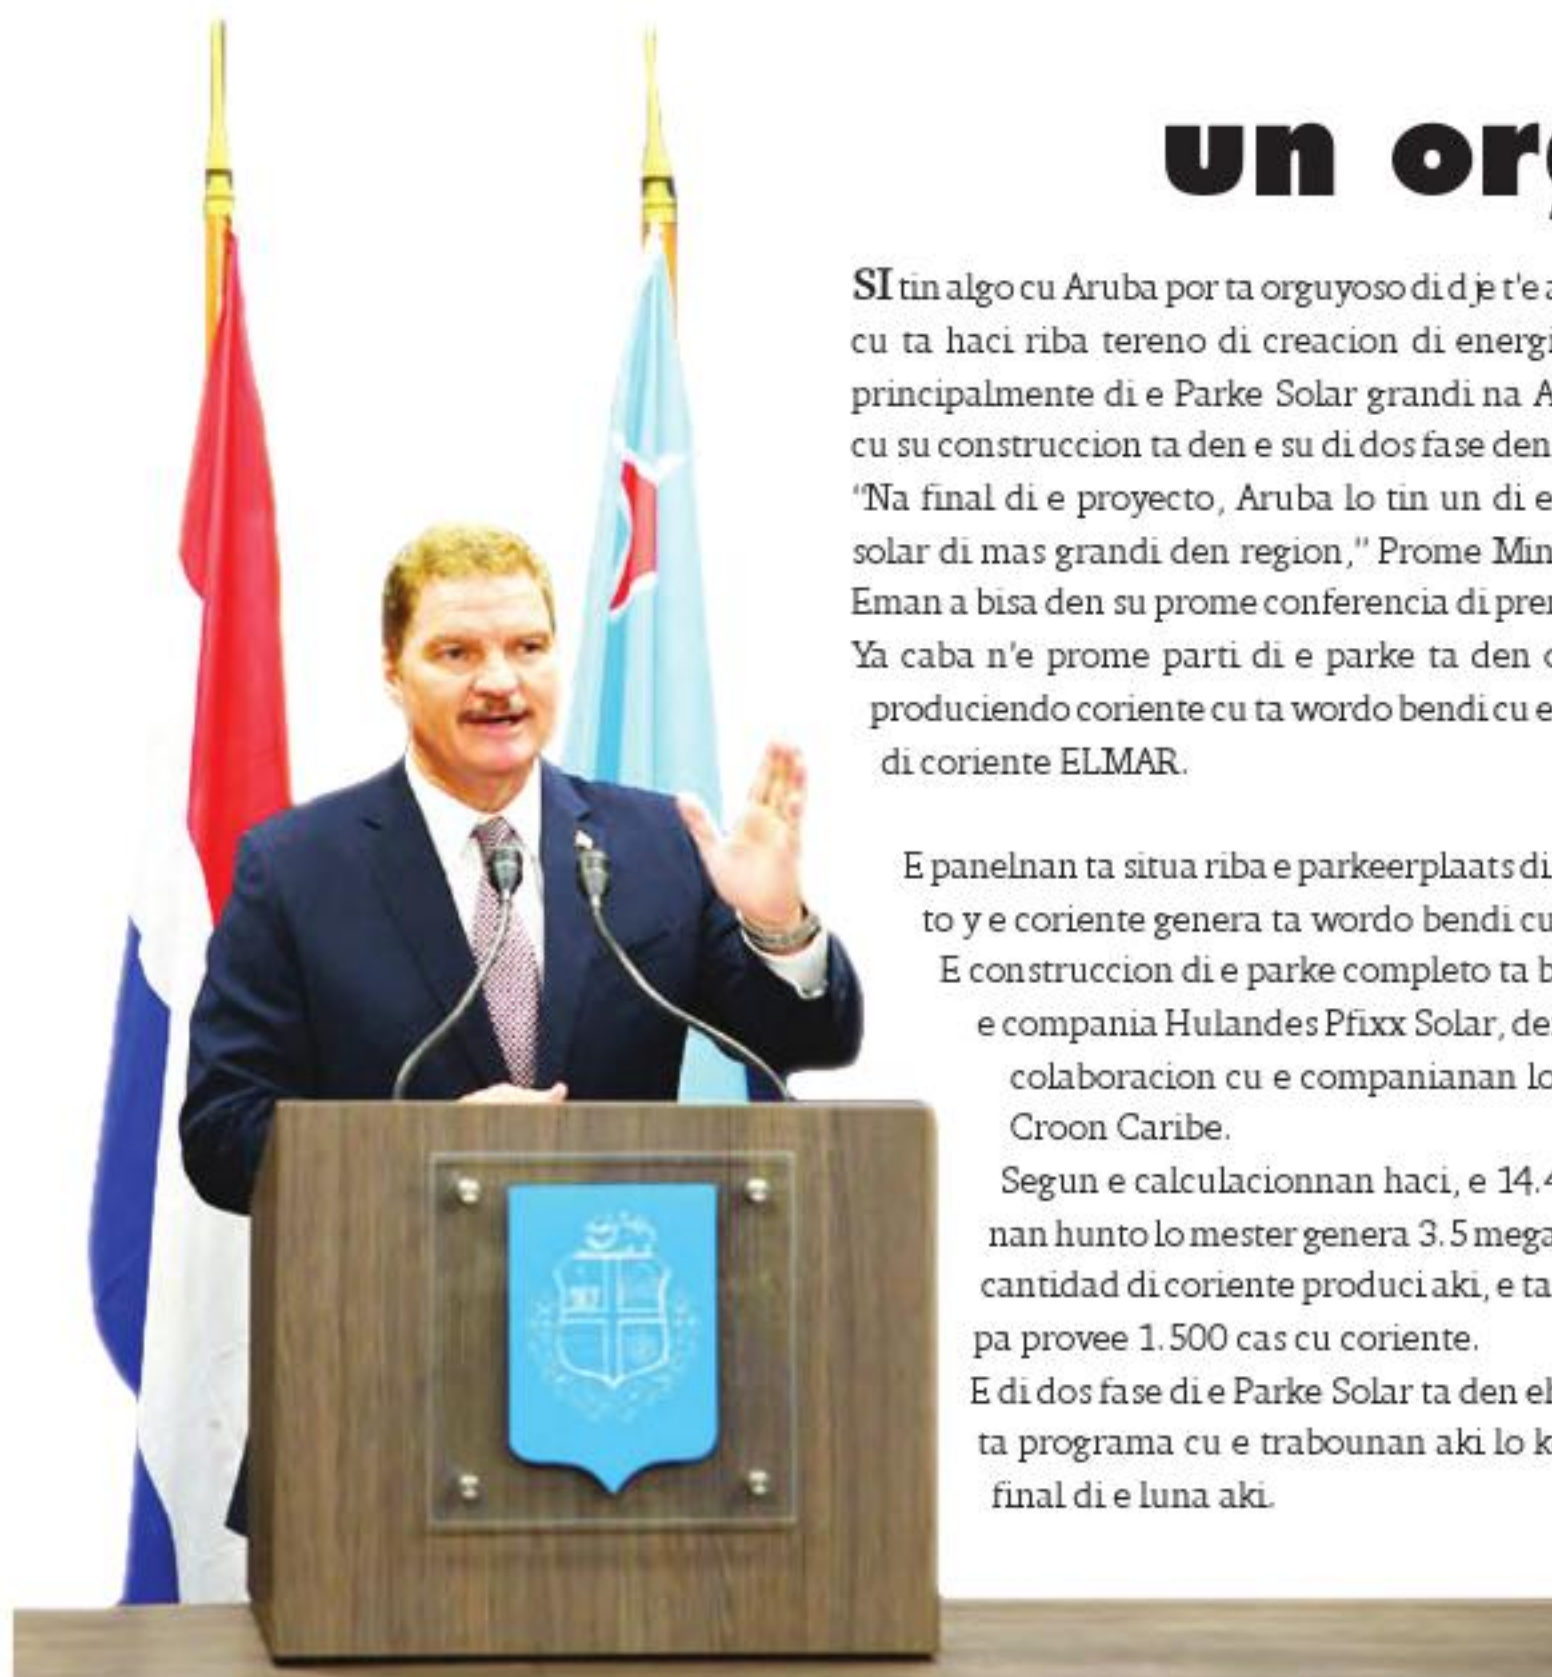 un org
SI tin algo cu Aruba por ta orguyoso di dje t'e a
cu ta haci riba tereno di creacion di energi
principalmente di e Parke Solar grandi na A
cu su construccion ta den e su di dos fase den
“Na final di e proyecto, Aruba lo tin un di e
solar di mas grandi den region,” Prome Min
Eman a bisa den su prome conferencia di pren
Ya caba n'e prome parti di e parke ta den
produciendo coriente cu ta wordo bendi cu e
di coriente ELMAR.
E panelnan ta situa riba e parkeerplaats di
to y e coriente genera ta wordo bendi cu
E construccion di e parke completo ta b
e compania Hulandes Pfixx Solar, de
colaboracion cu e companianan lo
Croon Caribe.
Segun e calculacionnan haci, e 14.4
nan hunto lo mester genera 3.5 mega
cantidad di coriente produci aki, e ta
pa provee 1.500 cas cu coriente.
E di dos fase di e Parke Solar ta den eh
ta programa cu e trabounan aki lo k
final di e luna aki.